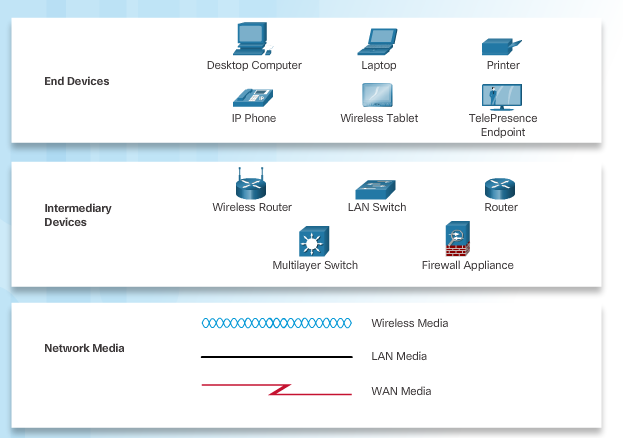 End Devices
Desktop Computer
Laptop
Printer
IP Phone
Wireless Tablet
TelePresence
Endpoint
Intermediary
Devices
Wireless Router
LAN Switch
Router
Multilayer Switch
Firewall Appliance
Network Media
Wireless Media
LAN Media
WAN Media